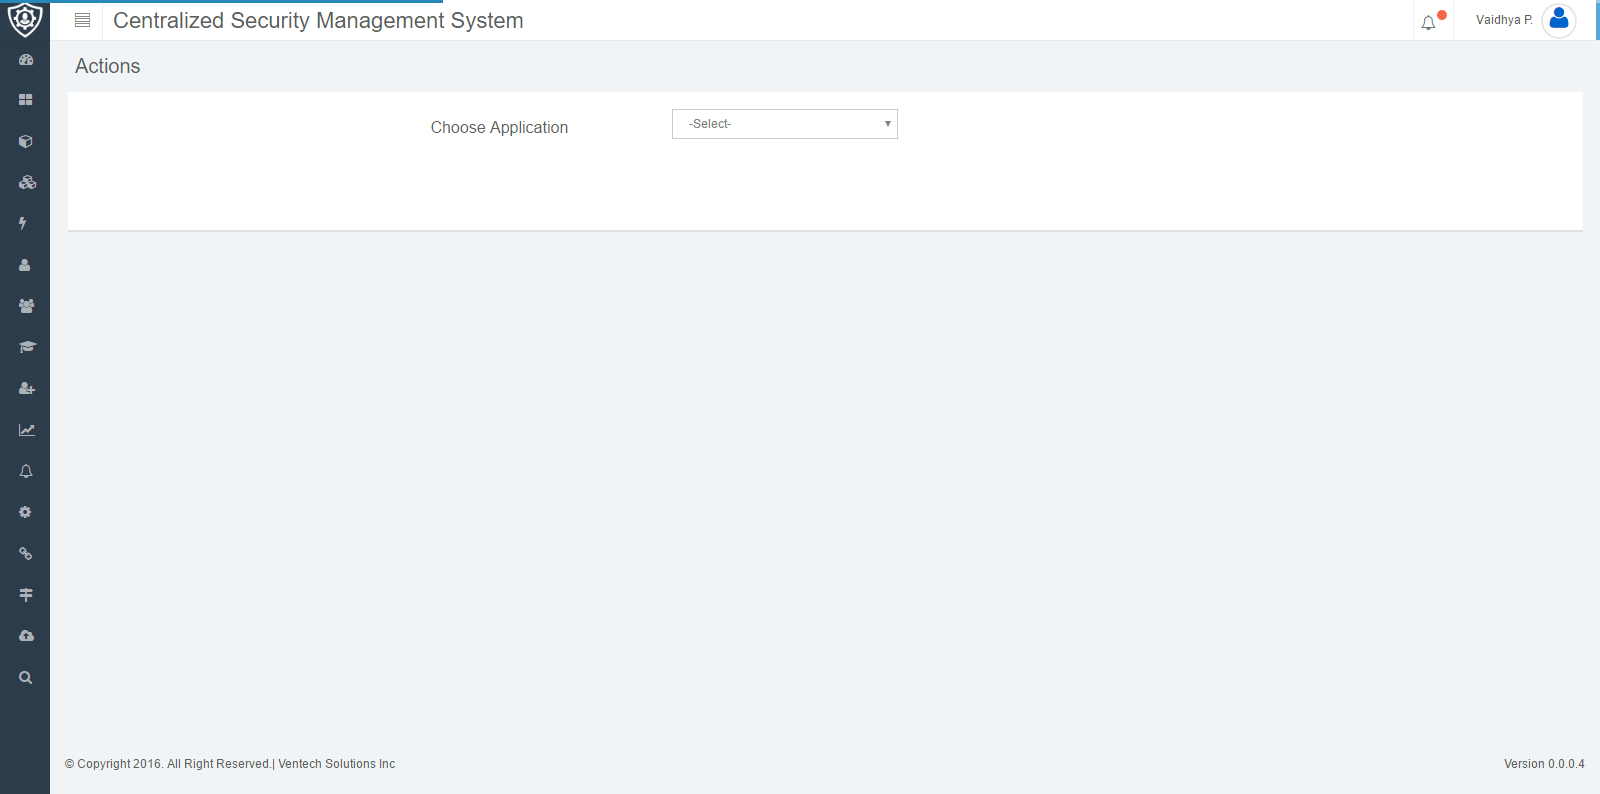 Centralized Security Management System
Vaidhya P.
Actions
Choose Application
-Select-
© Copyright 2016. All Right Reserved.| Ventech Solutions Inc
Version 0.0.0.4